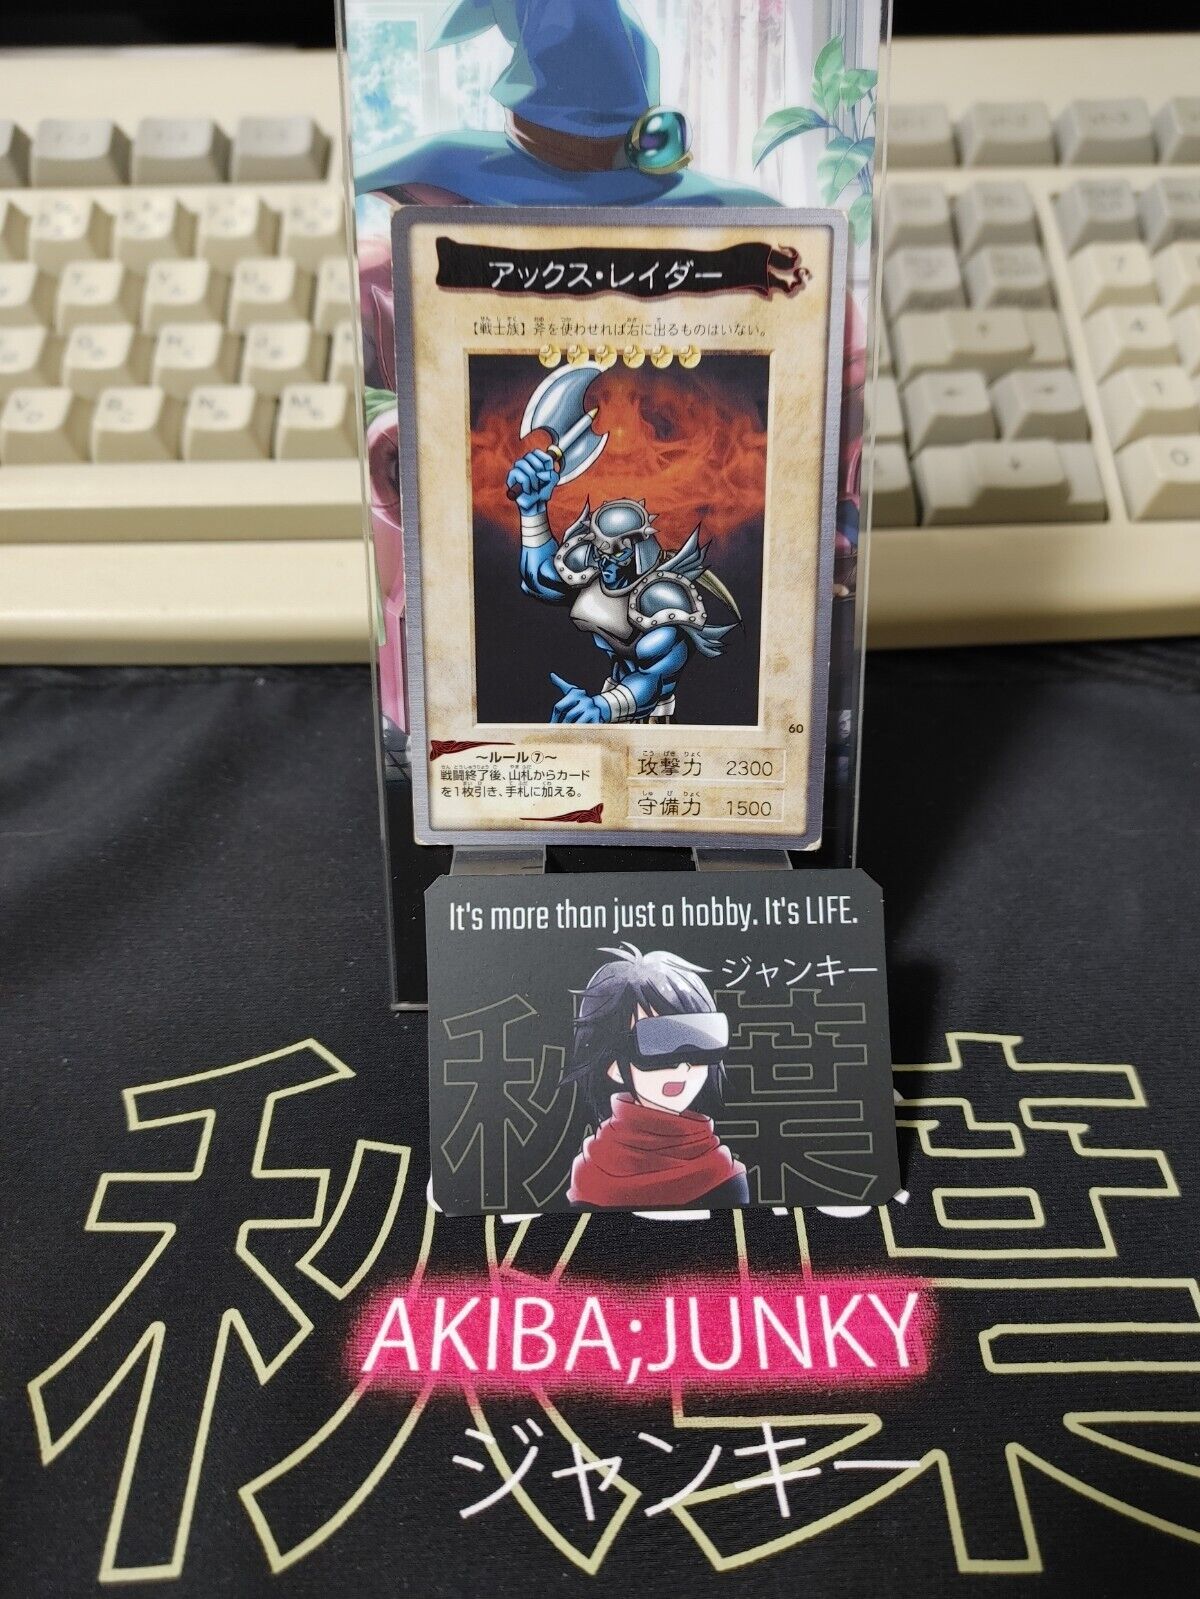 アックス・レイダー
【戦士族】斧を使わせれば右に出るものはいない。
60
〜ルール⑦〜
戦闘終了後、山札からカード
を1枚引き、手札に加える。
攻撃力 2300
守備力 1500
It's more than just a hobby. It's LIFE.
ジャンキー
秋葉
秋葉
AKIBA;JUNKY
ジャンキー